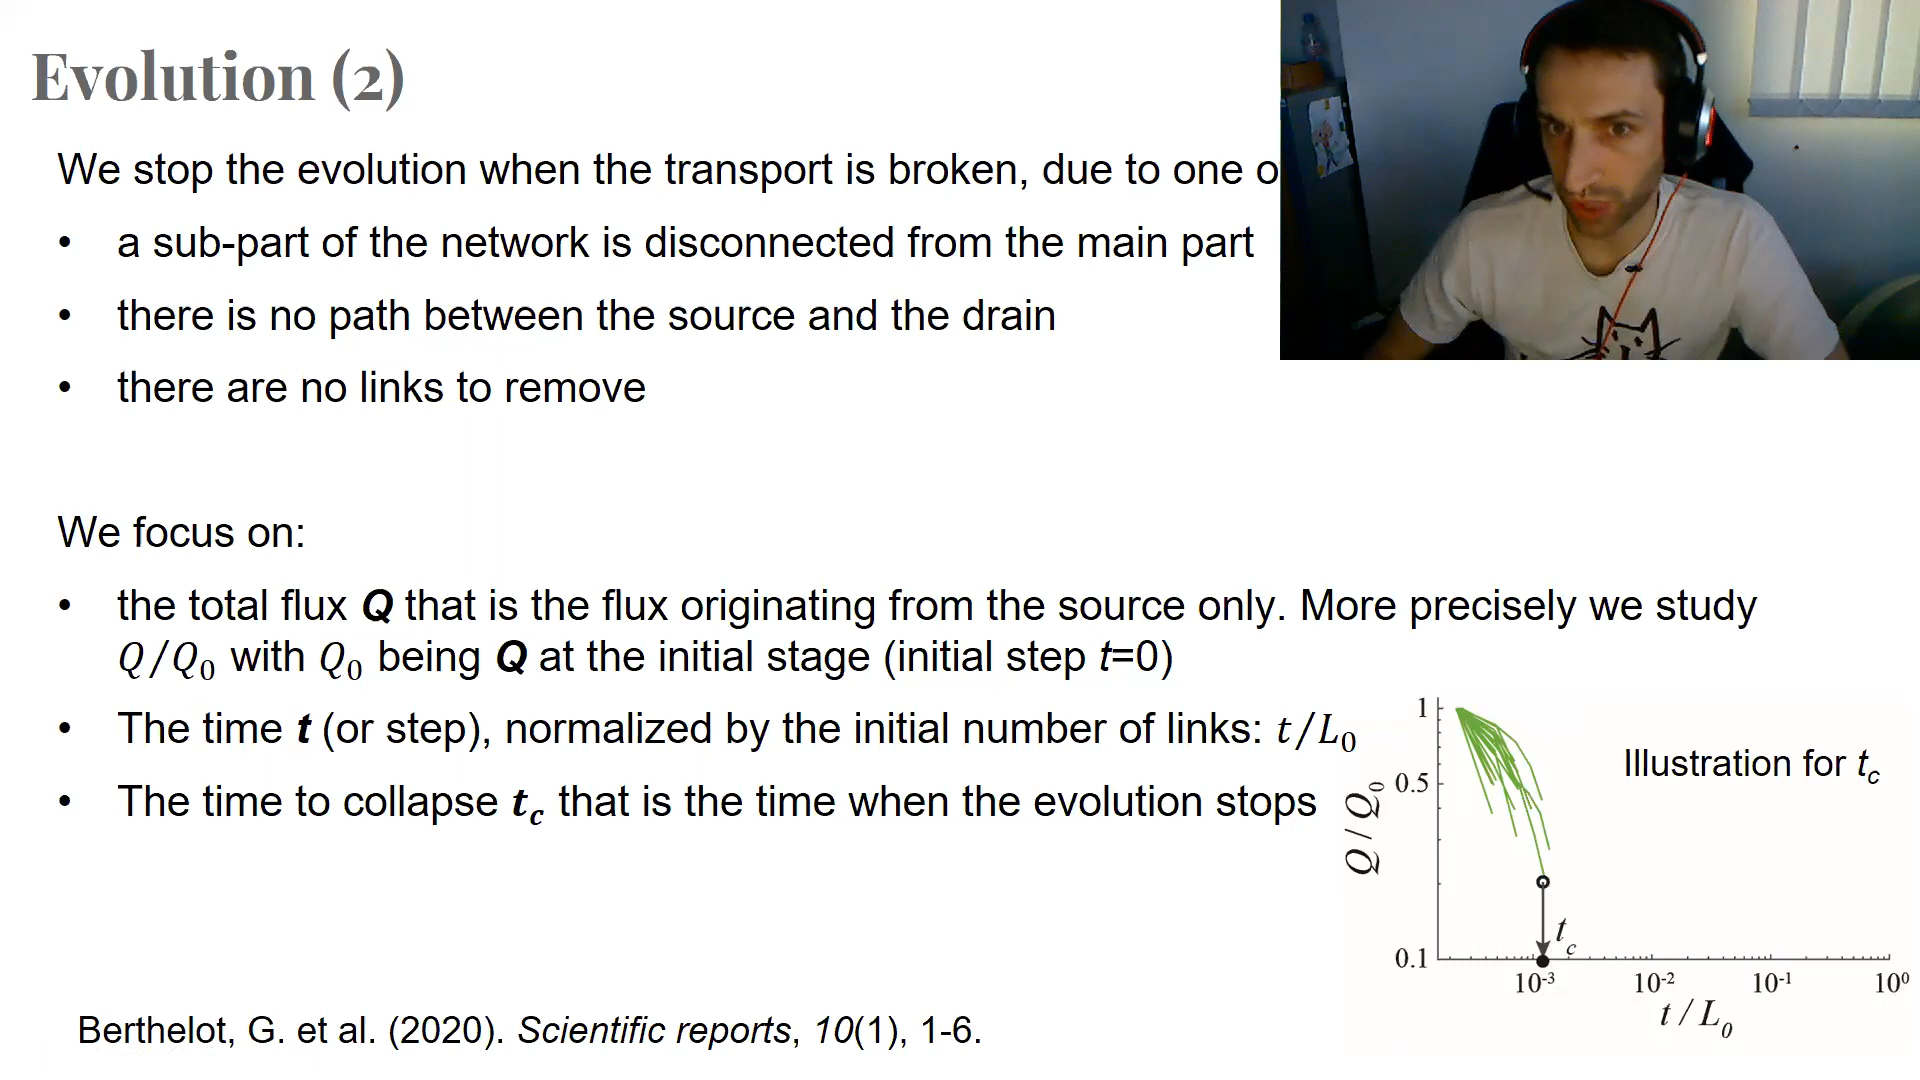 Evolution (2)
We stop the evolution when the transport is broken, due to one o
• a sub-part of the network is disconnected from the main part
• there is no path between the source and the drain
• there are no links to remove
We focus on:
• the total flux Q that is the flux originating from the source only. More precisely we study
Q/Q₀ with Q₀ being Q at the initial stage (initial step t=0)
• The time t (or step), normalized by the initial number of links: t/L₀
• The time to collapse t_c that is the time when the evolution stops
Illustration for t_c
1
0.5
0.1
Q / Q₀
t_c
10⁻³ 10⁻² 10⁻¹ 10⁰
t / L₀
Berthelot, G. et al. (2020). Scientific reports, 10(1), 1-6.